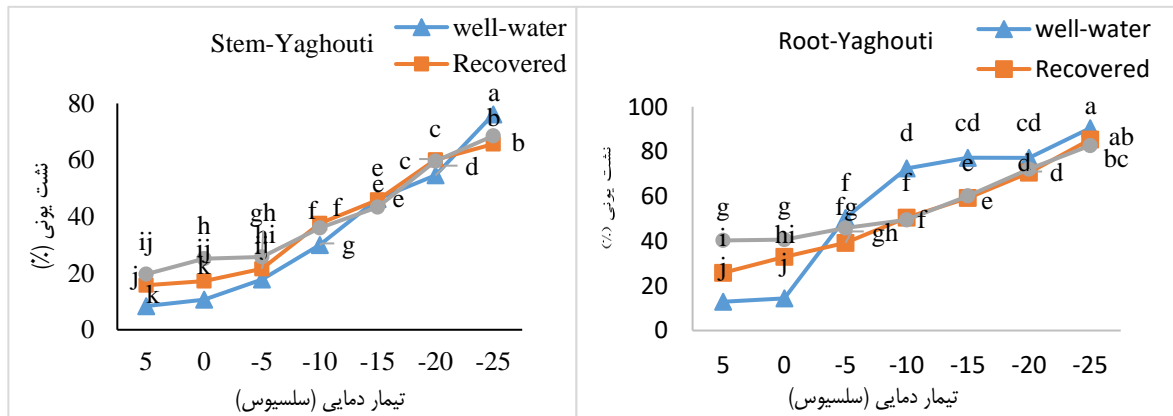 Stem-Yaghouti
well-water
Recovered
نشت یونی (٪)
80
60
40
20
0
ij
j
k
h
ij
k
gh
hi
f
f
g
e
e
e
c
c
d
a
b
b
5 0 -5 -10 -15 -20 -25
تیمار دمایی (سلسیوس)
Root-Yaghouti
well-water
Recovered
نشت یونی
100
80
60
40
20
0
g
i
j
g
hi
j
f
fg
gh
d
f
f
cd
e
e
cd
d
d
a
ab
bc
5 0 -5 -10 -15 -20 -25
تیمار دمایی (سلسیوس)